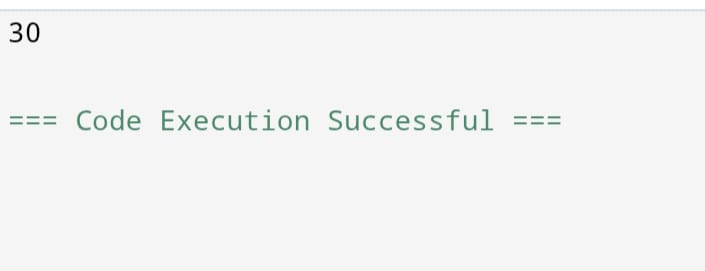 30
=== Code Execution Successful ===